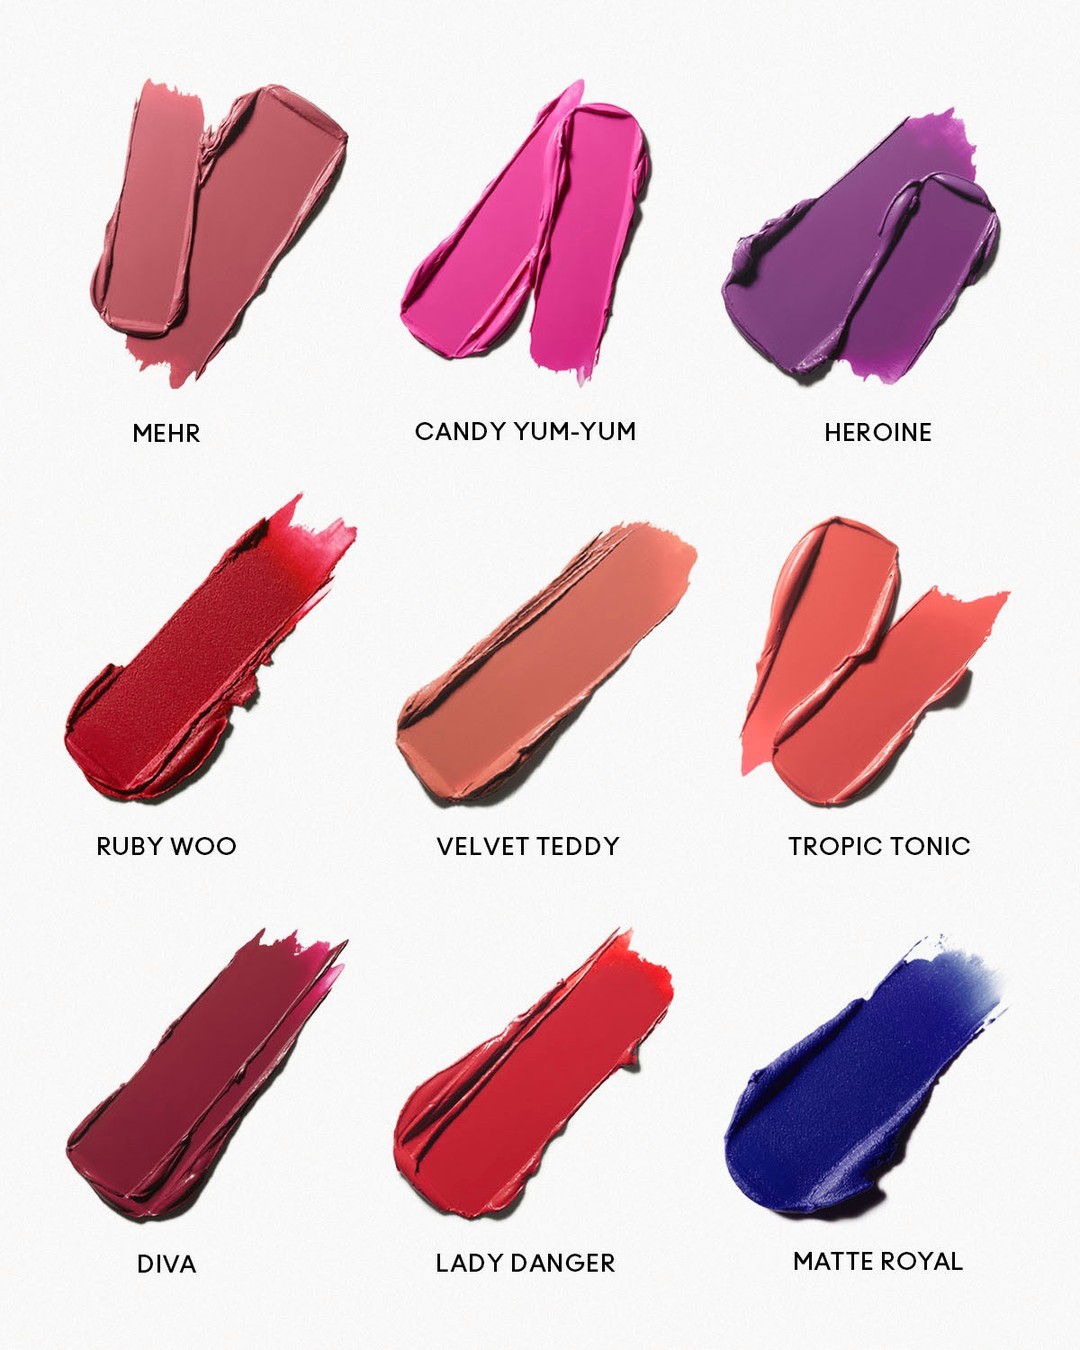 MEHR
CANDY YUM-YUM
HEROINE
RUBY WOO
VELVET TEDDY
TROPIC TONIC
DIVA
LADY DANGER
MATTE ROYAL